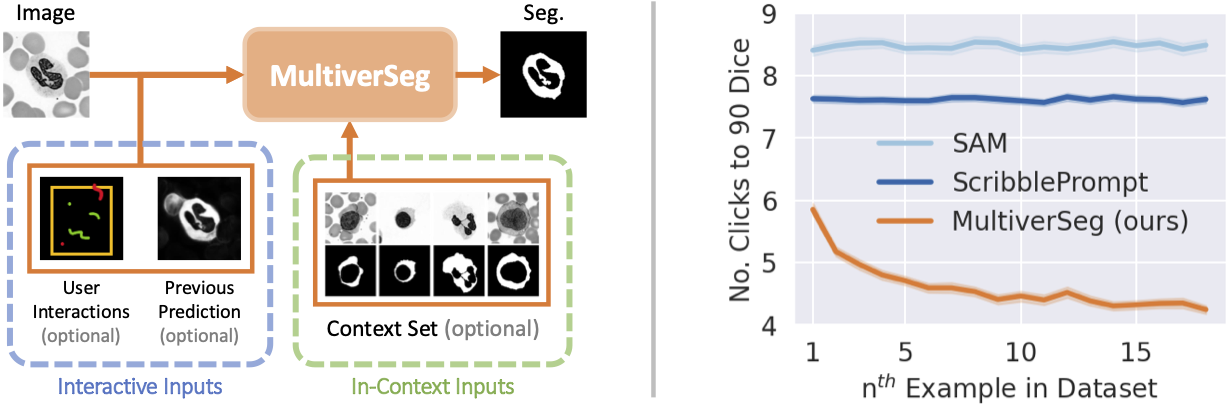 Image
Seg.
MultiverSeg
User
Interactions
(optional)
Previous
Prediction
(optional)
Context Set (optional)
Interactive Inputs
In-Context Inputs
No. Clicks to 90 Dice
9
8
7
6
5
4
SAM
ScribblePrompt
MultiverSeg (ours)
1
5
10
15
nth Example in Dataset